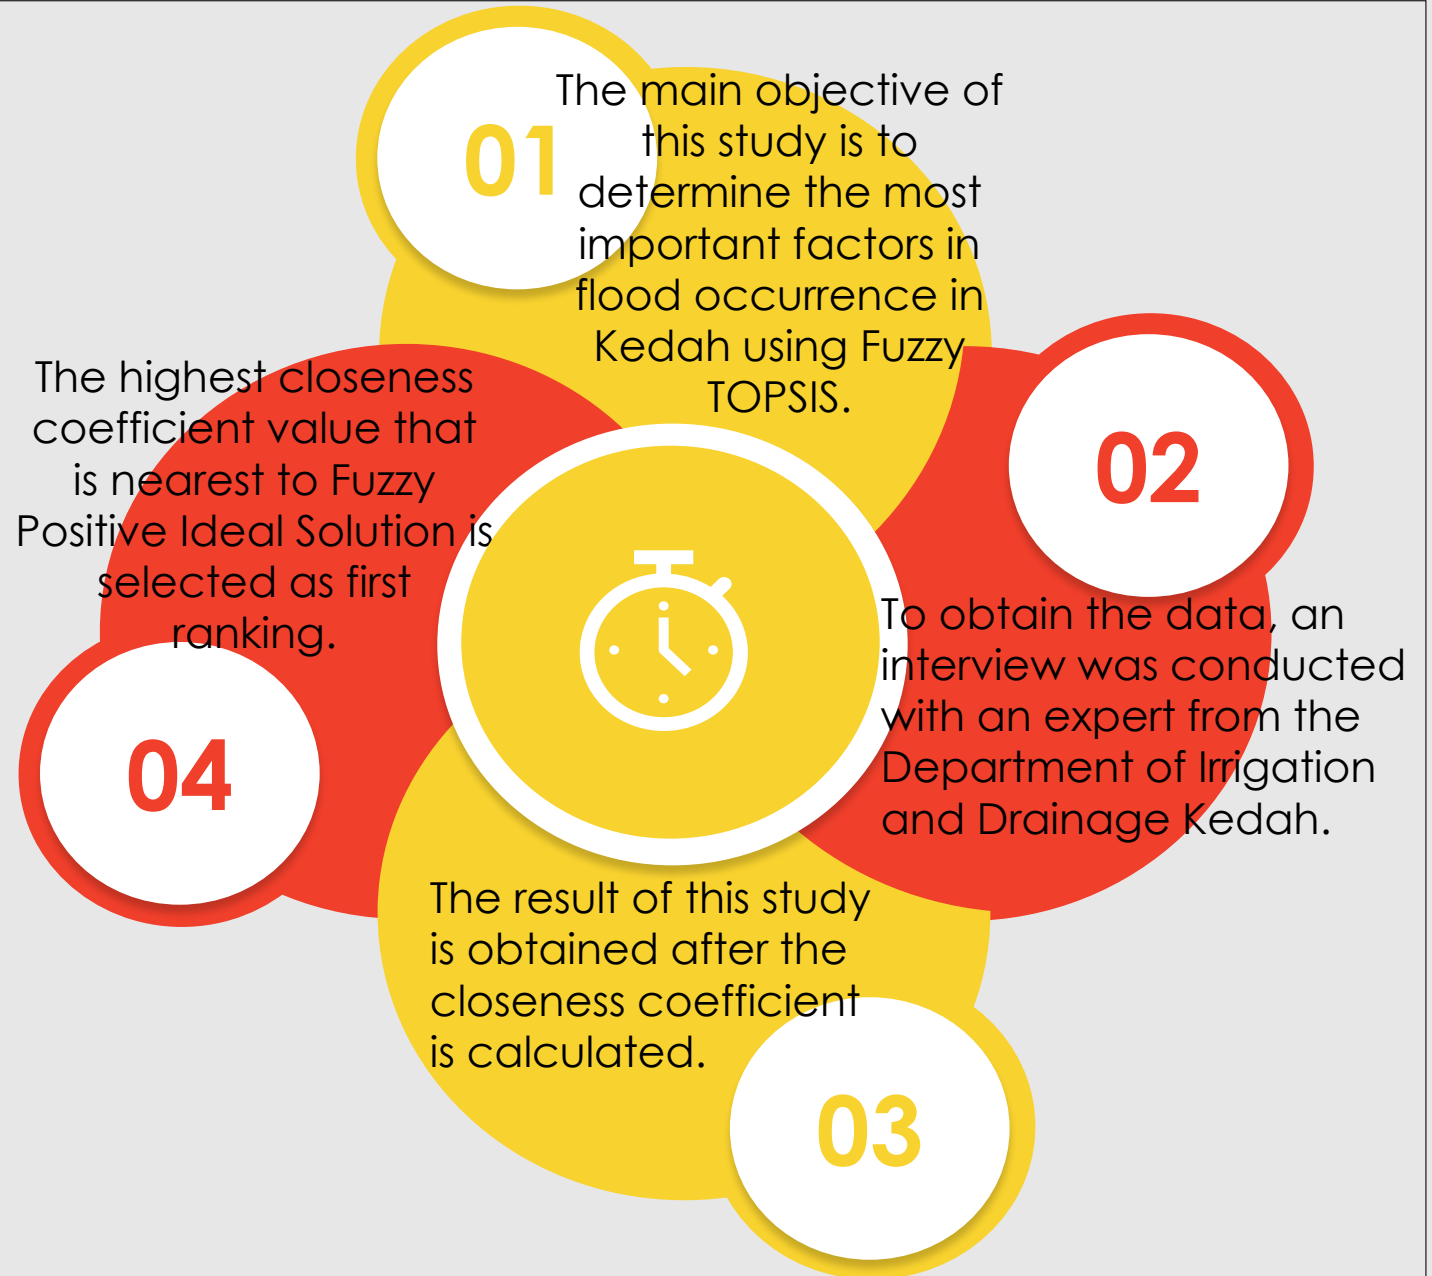 01
The main objective of
this study is to
determine the most
important factors in
flood occurrence in
Kedah using Fuzzy
TOPSIS.
02
To obtain the data, an
interview was conducted
with an expert from the
Department of Irrigation
and Drainage Kedah.
03
The result of this study
is obtained after the
closeness coefficient
is calculated.
04
The highest closeness
coefficient value that
is nearest to Fuzzy
Positive Ideal Solution is
selected as first
ranking.